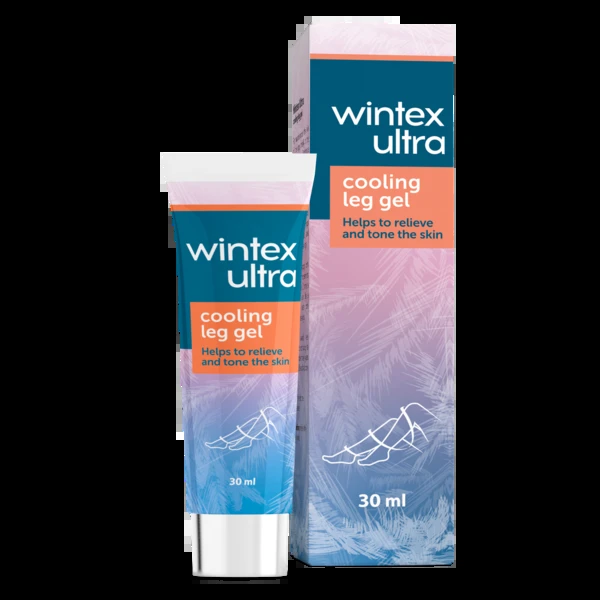 wintex
ultra
cooling
leg gel
Helps to relieve
and tone the skin
30 ml
wintex
ultra
cooling
leg gel
Helps to relieve
and tone the skin
30 ml